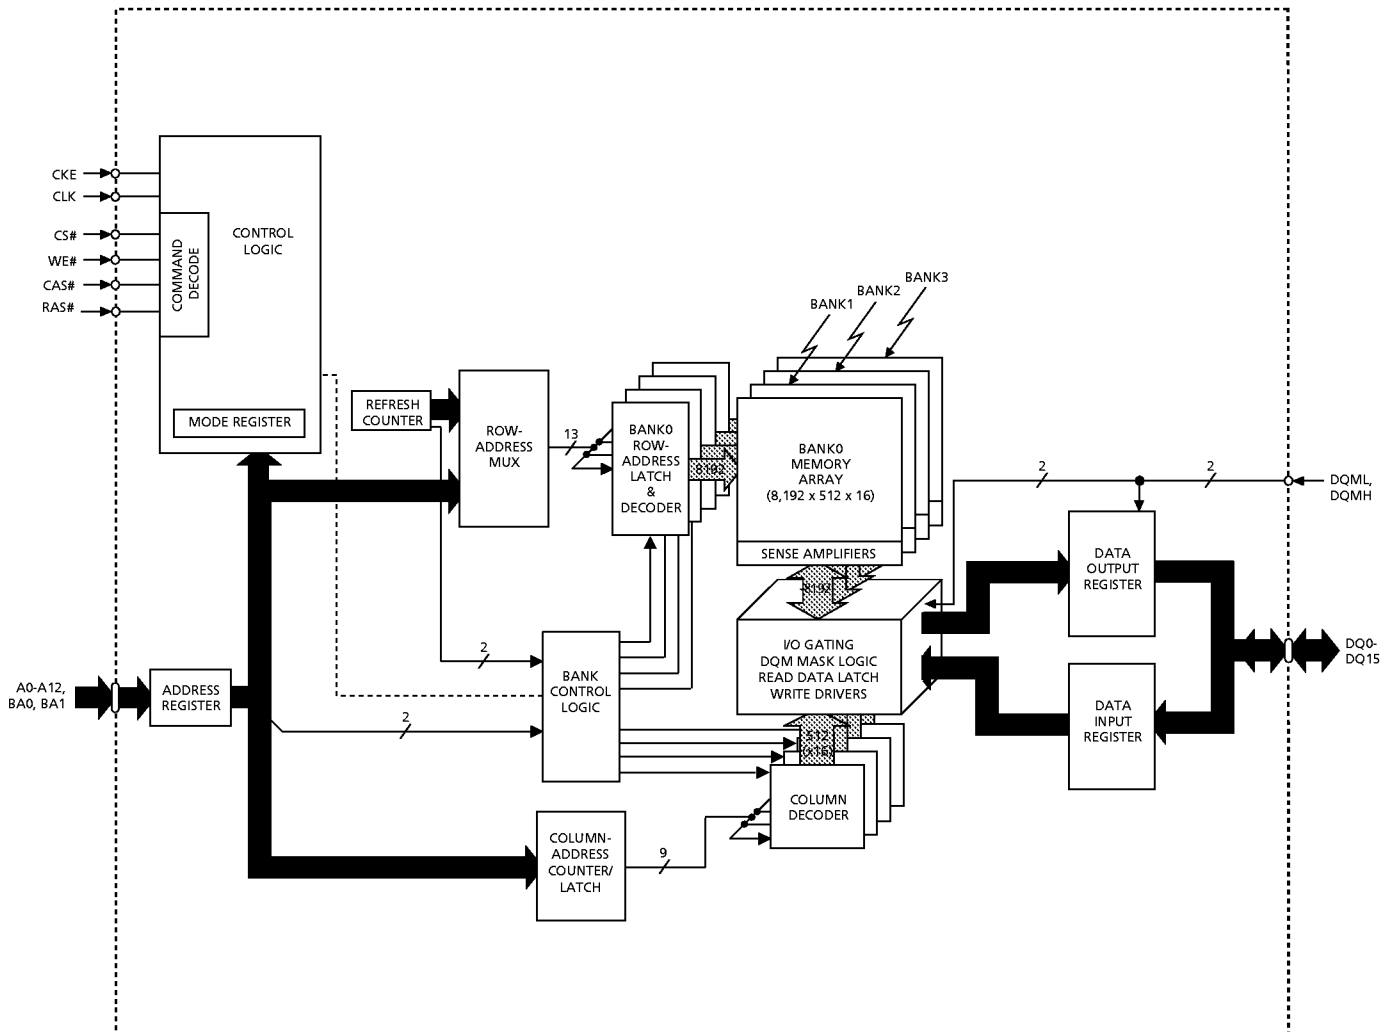 CKE
CLK
CS#
WE#
CAS#
RAS#
COMMAND
DECODE
CONTROL
LOGIC
MODE REGISTER
REFRESH
COUNTER
ROW-
ADDRESS
MUX
13
BANK0
ROW-
ADDRESS
LATCH
&
DECODER
8192
BANK1
BANK2
BANK3
BANK0
MEMORY
ARRAY
(8,192 x 512 x 16)
SENSE AMPLIFIERS
8192
I/O GATING
DQM MASK LOGIC
READ DATA LATCH
WRITE DRIVERS
2
2
DQML,
DQMH
DATA
OUTPUT
REGISTER
DQ0-
DQ15
DATA
INPUT
REGISTER
A0-A12,
BA0, BA1
ADDRESS
REGISTER
2
2
BANK
CONTROL
LOGIC
512
(x16)
COLUMN
DECODER
COLUMN-
ADDRESS
COUNTER/
LATCH
9